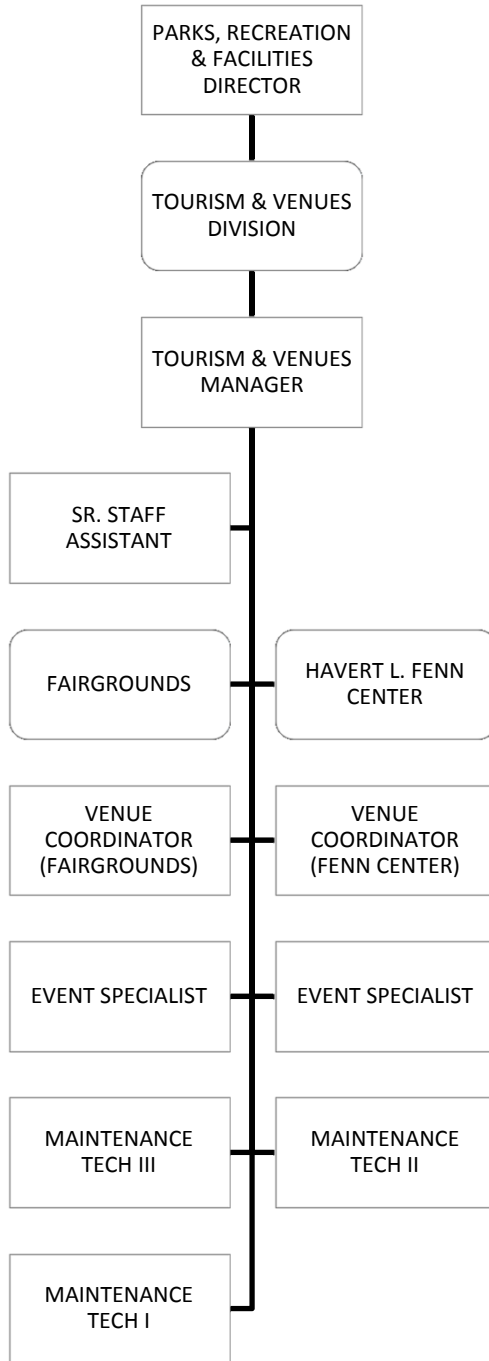 PARKS, RECREATION
& FACILITIES
DIRECTOR
TOURISM & VENUES
DIVISION
TOURISM & VENUES
MANAGER
SR. STAFF
ASSISTANT
FAIRGROUNDS
HAVERT L. FENN
CENTER
VENUE
COORDINATOR
(FAIRGROUNDS)
VENUE
COORDINATOR
(FENN CENTER)
EVENT SPECIALIST
EVENT SPECIALIST
MAINTENANCE
TECH III
MAINTENANCE
TECH II
MAINTENANCE
TECH I